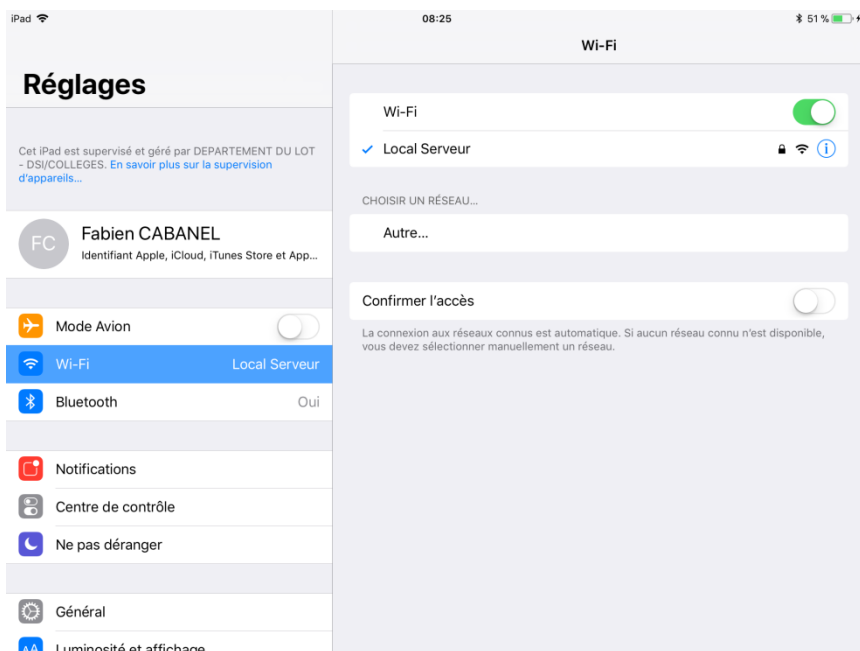 iPad
08:25
51 %
Réglages
Wi-Fi
Cet iPad est supervisé et géré par DEPARTEMENT DU LOT
- DSI/COLLEGES. En savoir plus sur la supervision
d'appareils...
FC
Fabien CABANEL
Identifiant Apple, iCloud, iTunes Store et App...
Mode Avion
Wi-Fi
Local Serveur
Bluetooth
Oui
Notifications
Centre de contrôle
Ne pas déranger
Général
AA
Luminosité et affichage
Wi-Fi
Local Serveur
CHOISIR UN RÉSEAU...
Autre...
Confirmer l'accès
La connexion aux réseaux connus est automatique. Si aucun réseau connu n'est disponible,
vous devez sélectionner manuellement un réseau.